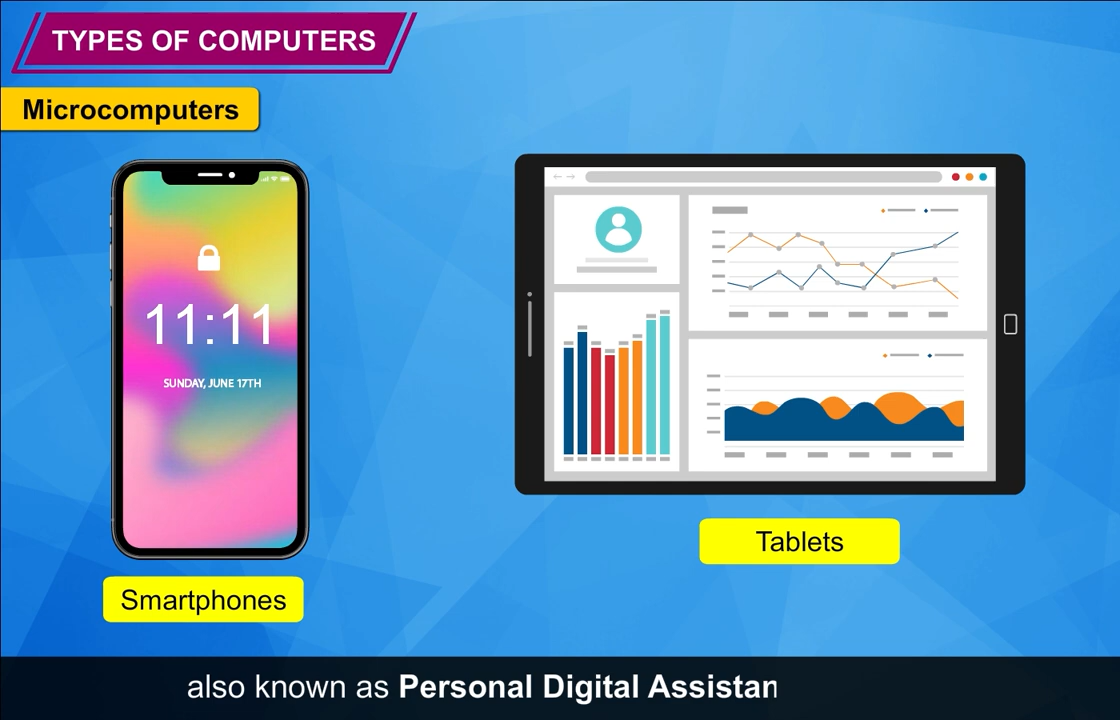 TYPES OF COMPUTERS
Microcomputers
11:11
SUNDAY, JUNE 17TH
Tablets
Smartphones
also known as Personal Digital Assistan